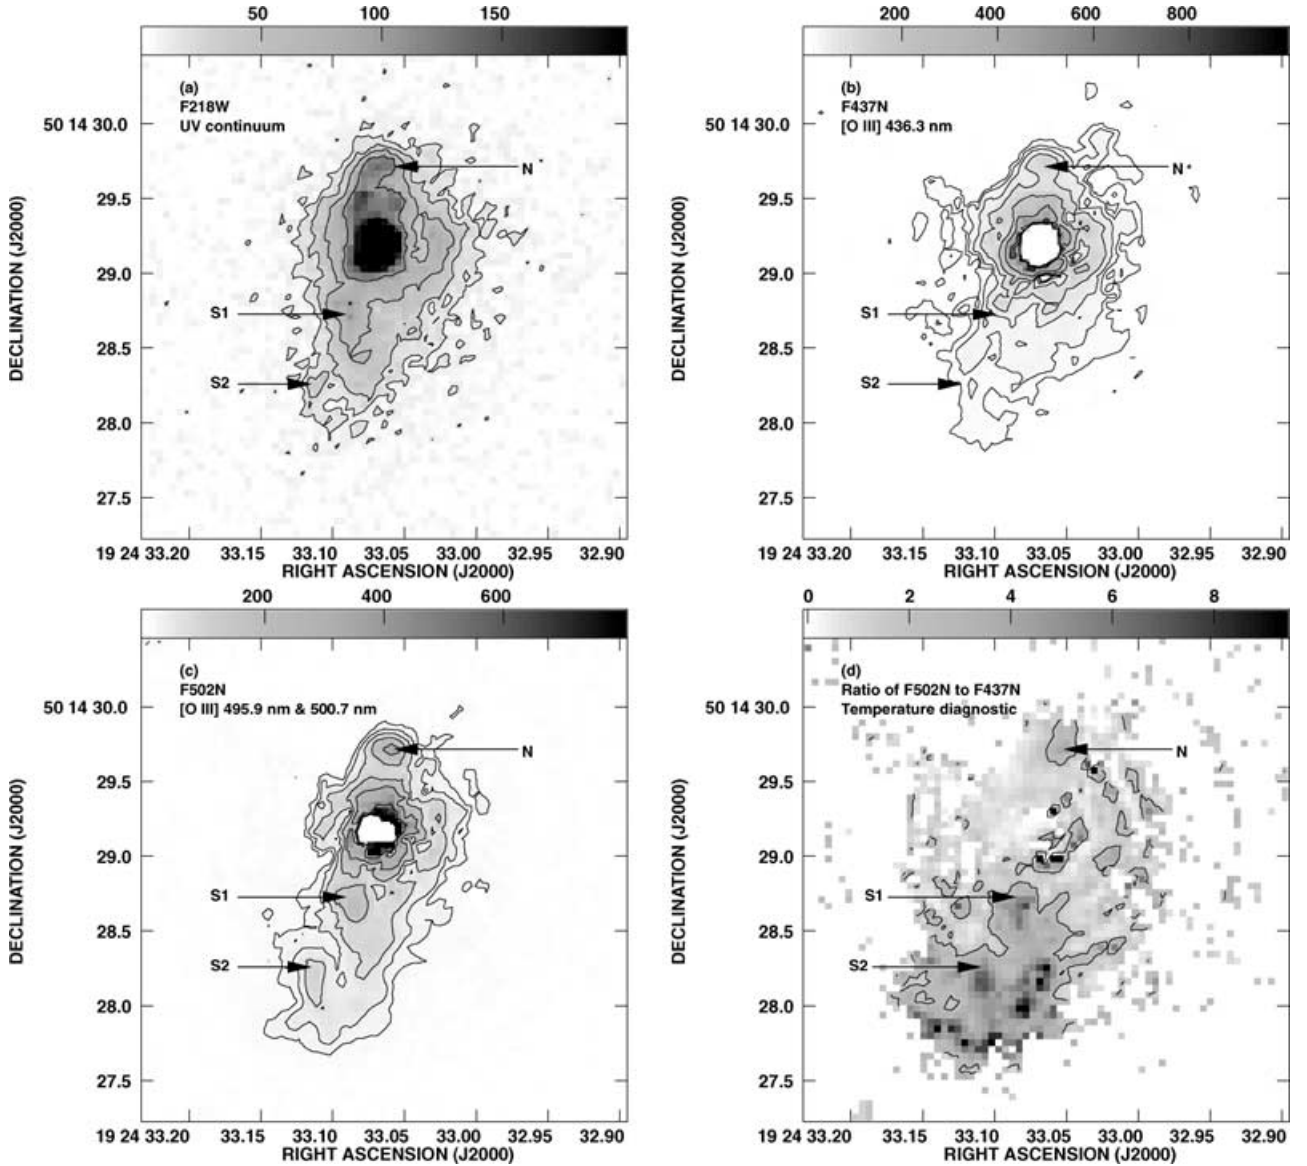 50 100 150
(a)
F218W
UV continuum
N
S1
S2
50 14 30.0
29.5
29.0
28.5
28.0
27.5
DECLINATION (J2000)
19 24 33.20 33.15 33.10 33.05 33.00 32.95 32.90
RIGHT ASCENSION (J2000)
200 400 600 800
(b)
F437N
[O III] 436.3 nm
N
S1
S2
50 14 30.0
29.5
29.0
28.5
28.0
27.5
DECLINATION (J2000)
19 24 33.20 33.15 33.10 33.05 33.00 32.95 32.90
RIGHT ASCENSION (J2000)
200 400 600
(c)
F502N
[O III] 495.9 nm & 500.7 nm
N
S1
S2
50 14 30.0
29.5
29.0
28.5
28.0
27.5
DECLINATION (J2000)
19 24 33.20 33.15 33.10 33.05 33.00 32.95 32.90
RIGHT ASCENSION (J2000)
0 2 4 6 8
(d)
Ratio of F502N to F437N
Temperature diagnostic
N
S1
S2
50 14 30.0
29.5
29.0
28.5
28.0
27.5
DECLINATION (J2000)
19 24 33.20 33.15 33.10 33.05 33.00 32.95 32.90
RIGHT ASCENSION (J2000)